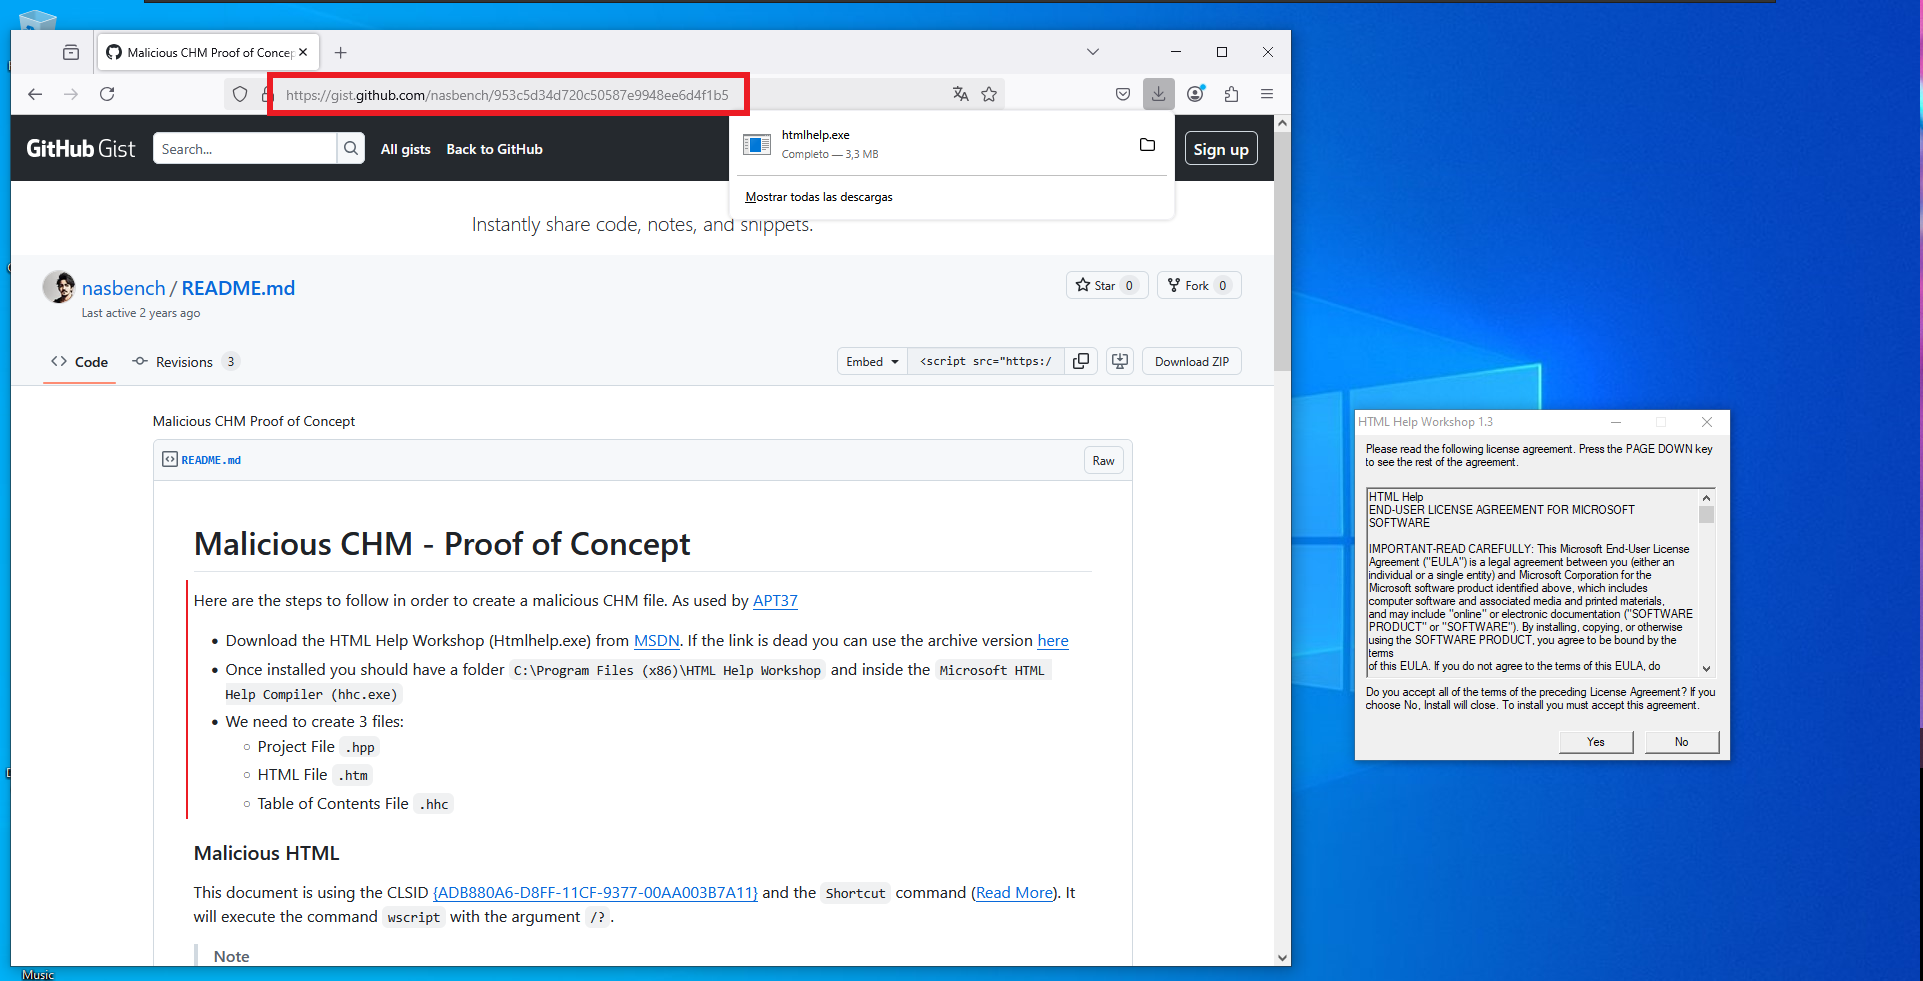 Malicious CHM Proof of Concep
https://gist.github.com/nasbench/953c5d34d720c50587e9948ee6d4f1b5
htmlhelp.exe
Completo — 3,3 MB
Mostrar todas las descargas
GitHub Gist
Search...
All gists
Back to GitHub
Sign up
Instantly share code, notes, and snippets.
nasbench / README.md
Last active 2 years ago
Star 0
Fork 0
Code
Revisions 3
Embed
<script src="https:/
Download ZIP
Malicious CHM Proof of Concept
README.md
Raw
Malicious CHM - Proof of Concept
Here are the steps to follow in order to create a malicious CHM file. As used by APT37
• Download the HTML Help Workshop (Htmlhelp.exe) from MSDN. If the link is dead you can use the archive version here
• Once installed you should have a folder C:\Program Files (x86)\HTML Help Workshop and inside the Microsoft HTML
Help Compiler (hhc.exe)
• We need to create 3 files:
○ Project File .hpp
○ HTML File .htm
○ Table of Contents File .hhc
Malicious HTML
This document is using the CLSID {ADB880A6-D8FF-11CF-9377-00AA003B7A11} and the Shortcut command (Read More). It
will execute the command wscript with the argument /?.
Note
Music
HTML Help Workshop 1.3
Please read the following license agreement. Press the PAGE DOWN key
to see the rest of the agreement.
HTML Help
END-USER LICENSE AGREEMENT FOR MICROSOFT
SOFTWARE
IMPORTANT-READ CAREFULLY: This Microsoft End-User License
Agreement ("EULA") is a legal agreement between you (either an
individual or a single entity) and Microsoft Corporation for the
Microsoft software product identified above, which includes
computer software and associated media and printed materials,
and may include "online" or electronic documentation ("SOFTWARE
PRODUCT" or "SOFTWARE"). By installing, copying, or otherwise
using the SOFTWARE PRODUCT, you agree to be bound by the
terms
of this EULA. If you do not agree to the terms of this EULA, do
Do you accept all of the terms of the preceding License Agreement? If you
choose No, Install will close. To install you must accept this agreement.
Yes
No